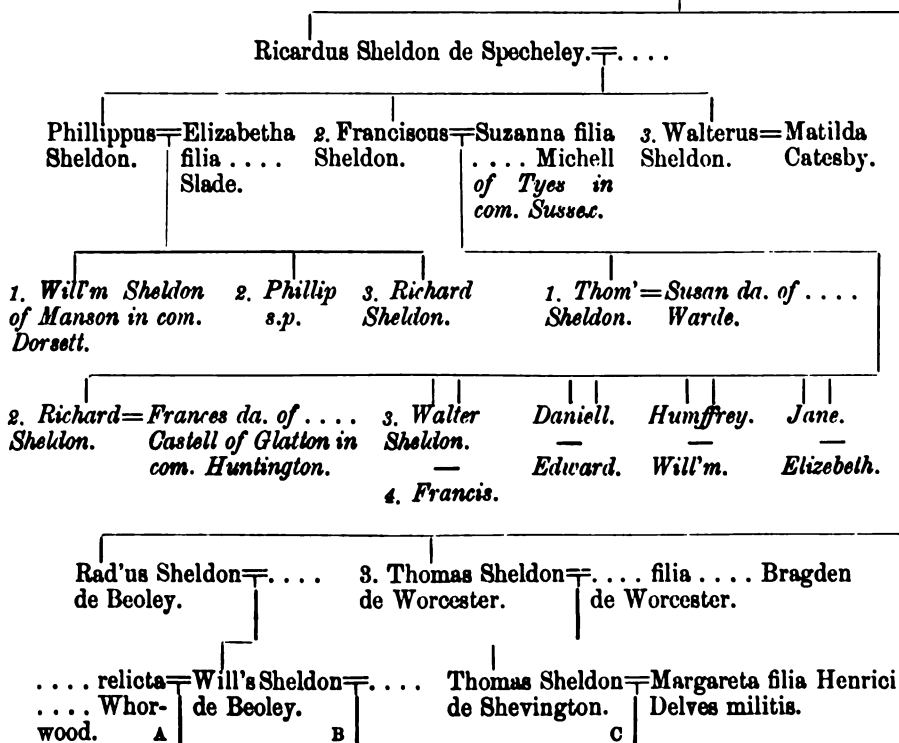 Ricardus Sheldon de Specheley.=. . . .
Phillippus=Elizabetha 2. Franciscus=Suzanna filia 3. Walterus=Matilda
Sheldon. filia . . . . Sheldon. . . . . Michell Sheldon. Catesby.
Slade. of Tyes in
com. Sussex.
1. Will'm Sheldon 2. Phillip 3. Richard 1. Thom'=Susan da. of . . . .
of Manson in com. s.p. Sheldon. Sheldon. Warde.
Dorsett.
2. Richard=Frances da. of . . . . 3. Walter Daniell. Humffrey. Jane.
Sheldon. Castell of Glatton in Sheldon. — — —
com. Huntington. — Edward. Will'm. Elizebeth.
4. Francis.
Rad'us Sheldon=. . . . 3. Thomas Sheldon=. . . . filia . . . . Bragden
de Beoley. de Worcester. de Worcester.
. . . . relicta=Will's Sheldon=. . . . Thomas Sheldon=Margareta filia Henrici
. . . . Whor- de Beoley. de Shevington. Delves militis.
wood. A B C